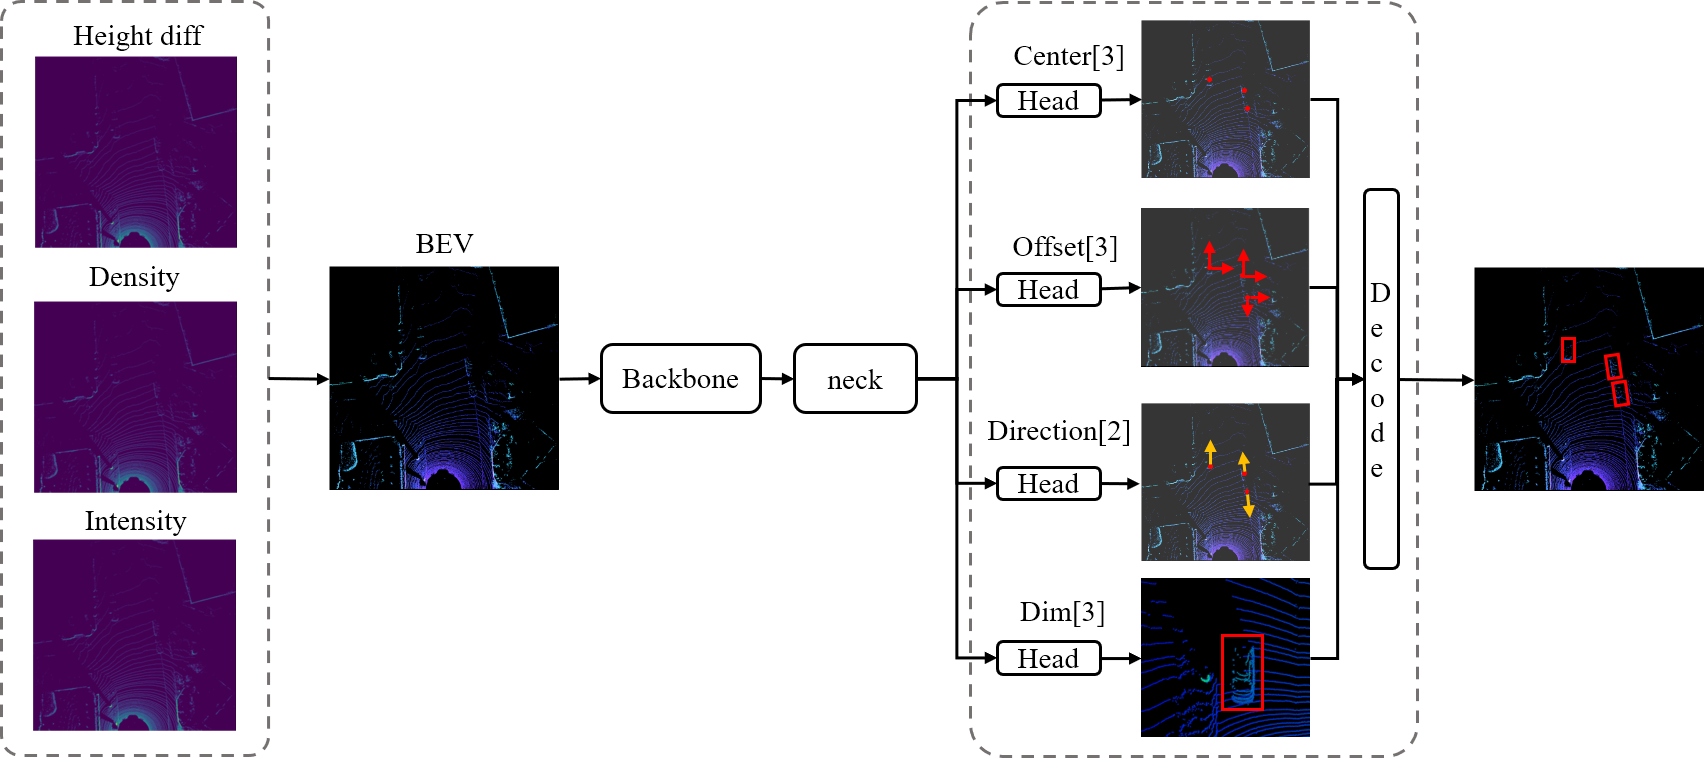 Height diff
Density
Intensity
BEV
Backbone
neck
Center[3]
Head
Offset[3]
Head
Direction[2]
Head
Dim[3]
Head
Decode